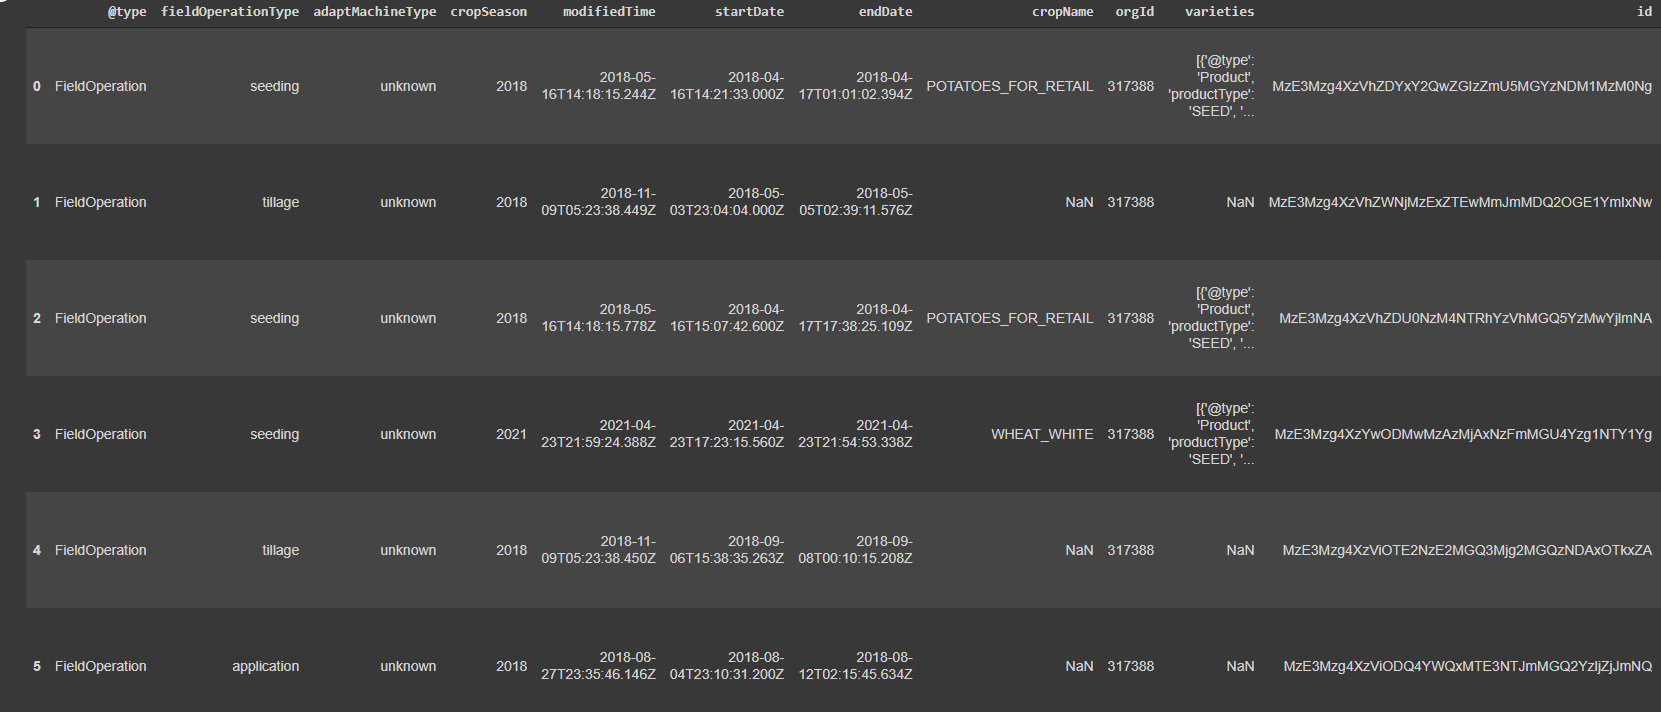 @type fieldOperationType adaptMachineType cropSeason modifiedTime startDate endDate cropName orgId varieties id
0 FieldOperation seeding unknown 2018 2018-05-16T14:18:15.244Z 2018-04-16T14:21:33.000Z 2018-04-17T01:01:02.394Z POTATOES_FOR_RETAIL 317388 [{'@type': 'Product', 'productType': 'SEED', '... MzE3Mzg4XzVhZDYxY2QwZGIzZmU5MGYzNDM1MzM0Ng
1 FieldOperation tillage unknown 2018 2018-11-09T05:23:38.449Z 2018-05-03T23:04:04.000Z 2018-05-05T02:39:11.576Z NaN 317388 NaN MzE3Mzg4XzVhZWNjMzExZTEwMmJmMDQ2OGE1YmIxNw
2 FieldOperation seeding unknown 2018 2018-05-16T14:18:15.778Z 2018-04-16T15:07:42.600Z 2018-04-17T17:38:25.109Z POTATOES_FOR_RETAIL 317388 [{'@type': 'Product', 'productType': 'SEED', '... MzE3Mzg4XzVhZDU0NzM4NTRhYzVhMGQ5YzMwYjlmNA
3 FieldOperation seeding unknown 2021 2021-04-23T21:59:24.388Z 2021-04-23T17:23:15.560Z 2021-04-23T21:54:53.338Z WHEAT_WHITE 317388 [{'@type': 'Product', 'productType': 'SEED', '... MzE3Mzg4XzYwODMwMzAzMjAxNzFmMGU4Yzg1NTY1Yg
4 FieldOperation tillage unknown 2018 2018-11-09T05:23:38.450Z 2018-09-06T15:38:35.263Z 2018-09-08T00:10:15.208Z NaN 317388 NaN MzE3Mzg4XzViOTE2NzE2MGQ3Mjg2MGQzNDAxOTkxZA
5 FieldOperation application unknown 2018 2018-08-27T23:35:46.146Z 2018-08-04T23:10:31.200Z 2018-08-12T02:15:45.634Z NaN 317388 NaN MzE3Mzg4XzViODQ4YWQxMTE3NTJmMGQ2YzljZjJmNQ